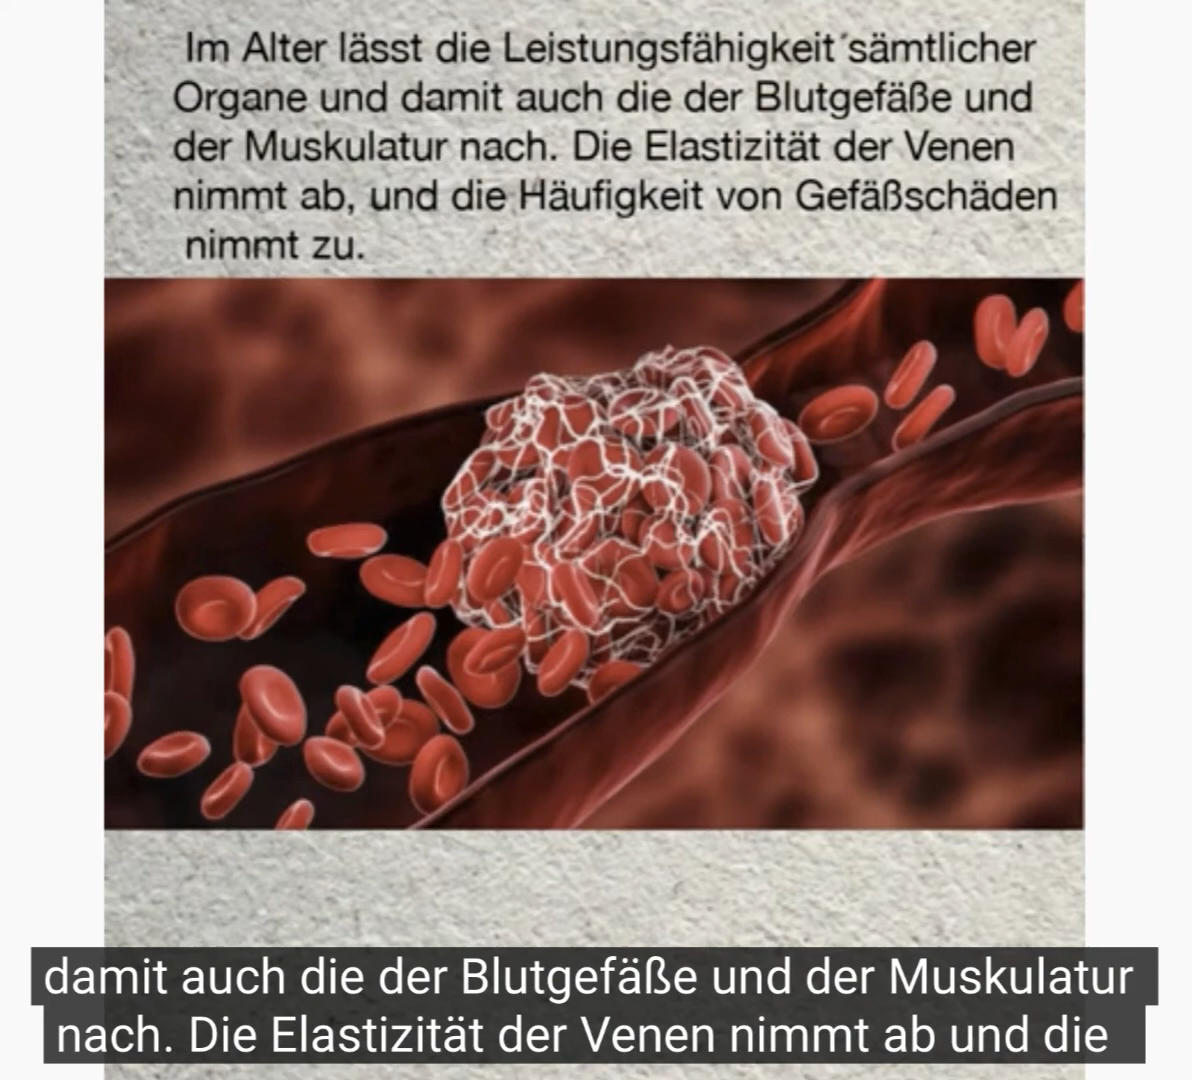 Im Alter lässt die Leistungsfähigkeit´sämtlicher
Organe und damit auch die der Blutgefäße und
der Muskulatur nach. Die Elastizität der Venen
nimmt ab, und die Häufigkeit von Gefäßschäden
nimmt zu.
damit auch die der Blutgefäße und der Muskulatur
nach. Die Elastizität der Venen nimmt ab und die